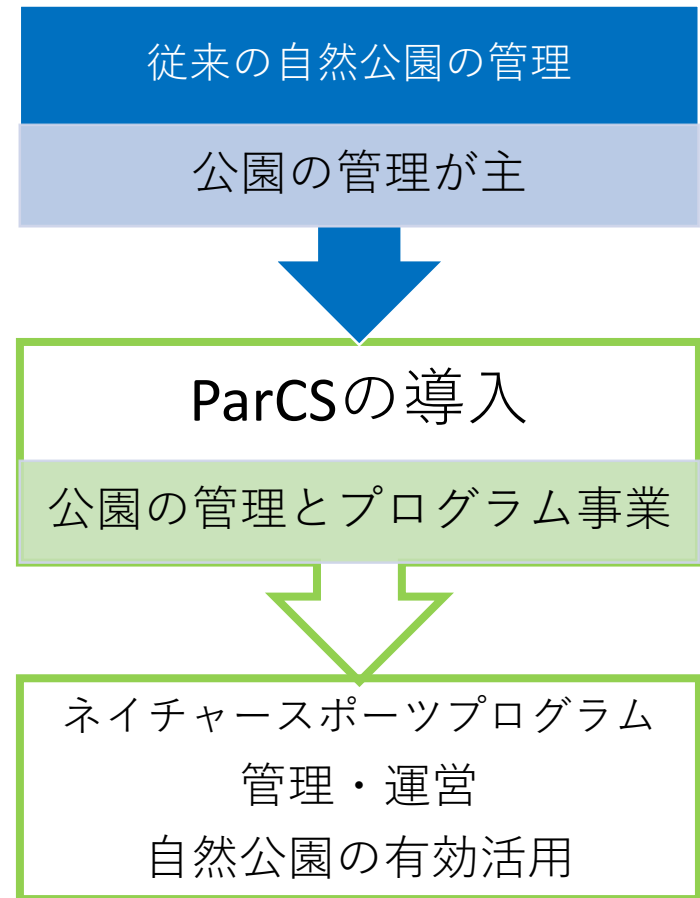 従来の自然公園の管理
公園の管理が主
ParCSの導入
公園の管理とプログラム事業
ネイチャースポーツプログラム
管理・運営
自然公園の有効活用